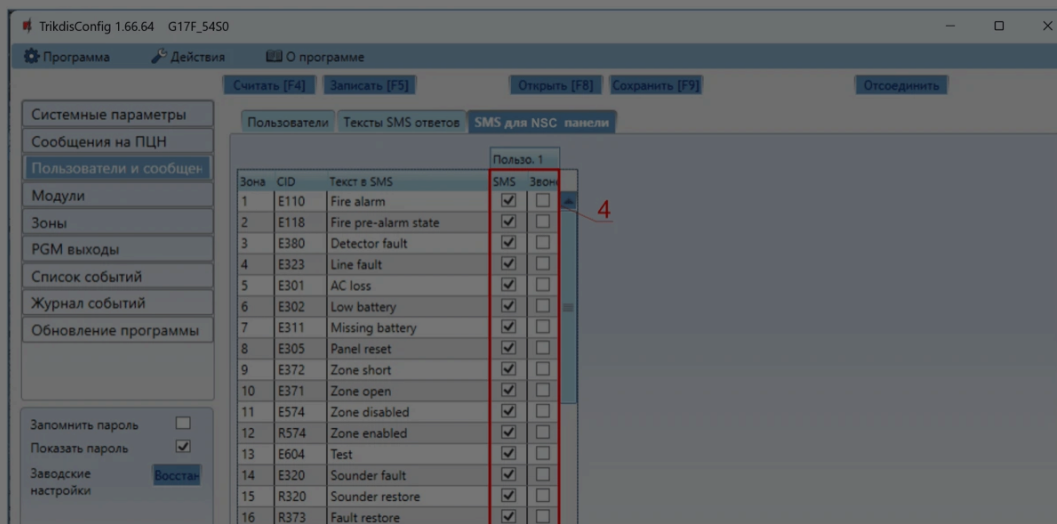 TrikdisConfig 1.66.64 G17F_54S0
Программа Действия О программе
Считать [F4] Записать [F5] Открыть [F8] Сохранить [F9] Отсоединить
Системные параметры
Сообщения на ПЦН
Пользователи и сообщен
Модули
Зоны
PGM выходы
Список событий
Журнал событий
Обновление программы
Запомнить пароль
Показать пароль
Заводские настройки
Восстан
Пользователи Тексты SMS ответов SMS для NSC панели
Пользо. 1
Зона CID Текст в SMS SMS Звон
1 E110 Fire alarm
2 E118 Fire pre-alarm state
3 E380 Detector fault
4 E323 Line fault
5 E301 AC loss
6 E302 Low battery
7 E311 Missing battery
8 E305 Panel reset
9 E372 Zone short
10 E371 Zone open
11 E574 Zone disabled
12 R574 Zone enabled
13 E604 Test
14 E320 Sounder fault
15 R320 Sounder restore
16 R373 Fault restore
4